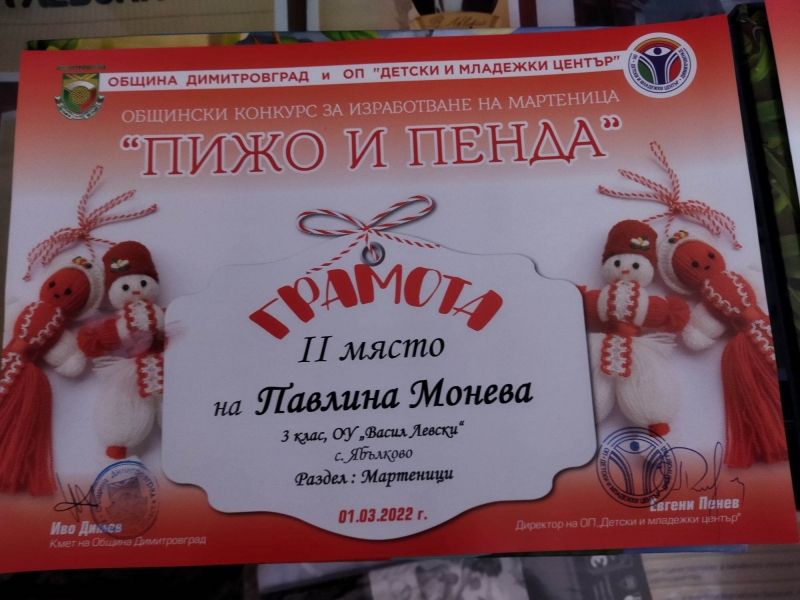 ОБЩИНА ДИМИТРОВГРАД И ОП "ДЕТСКИ И МЛАДЕЖКИ ЦЕНТЪР"
ОБЩИНСКИ КОНКУРС ЗА ИЗРАБОТВАНЕ НА МАРТЕНИЦА
“ПИЖО И ПЕНДА”
ГРАМОТА
II място
на Павлина Монева
3 клас, ОУ „Васил Левски“
с. Ябълково
Раздел : Мартеници
01.03.2022 г.
Иво Димов
Кмет на Община Димитровград
Евгени Пенев
Директор на ОП„Детски и младежки център“